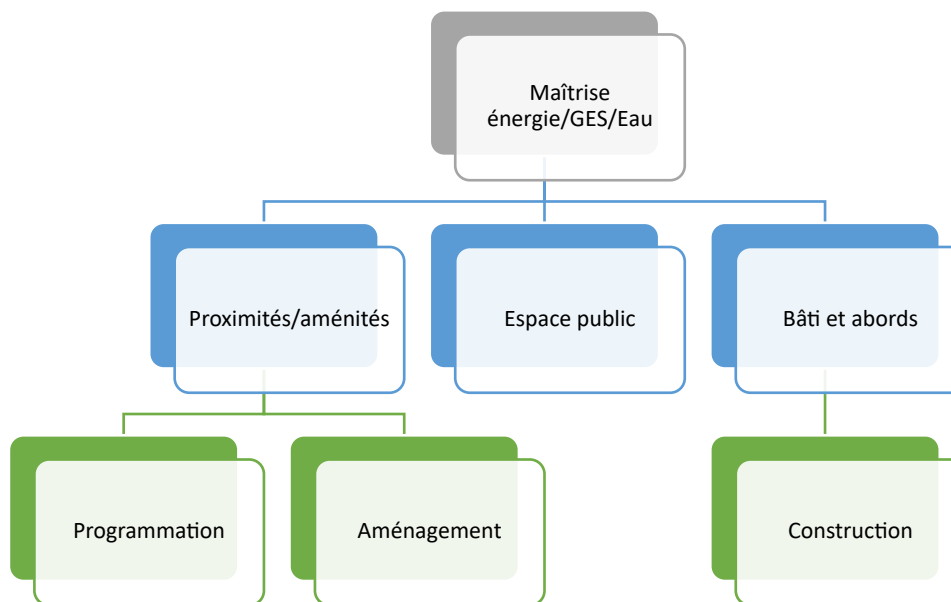 Maîtrise
énergie/GES/Eau
Proximités/aménités
Espace public
Bâti et abords
Programmation
Aménagement
Construction